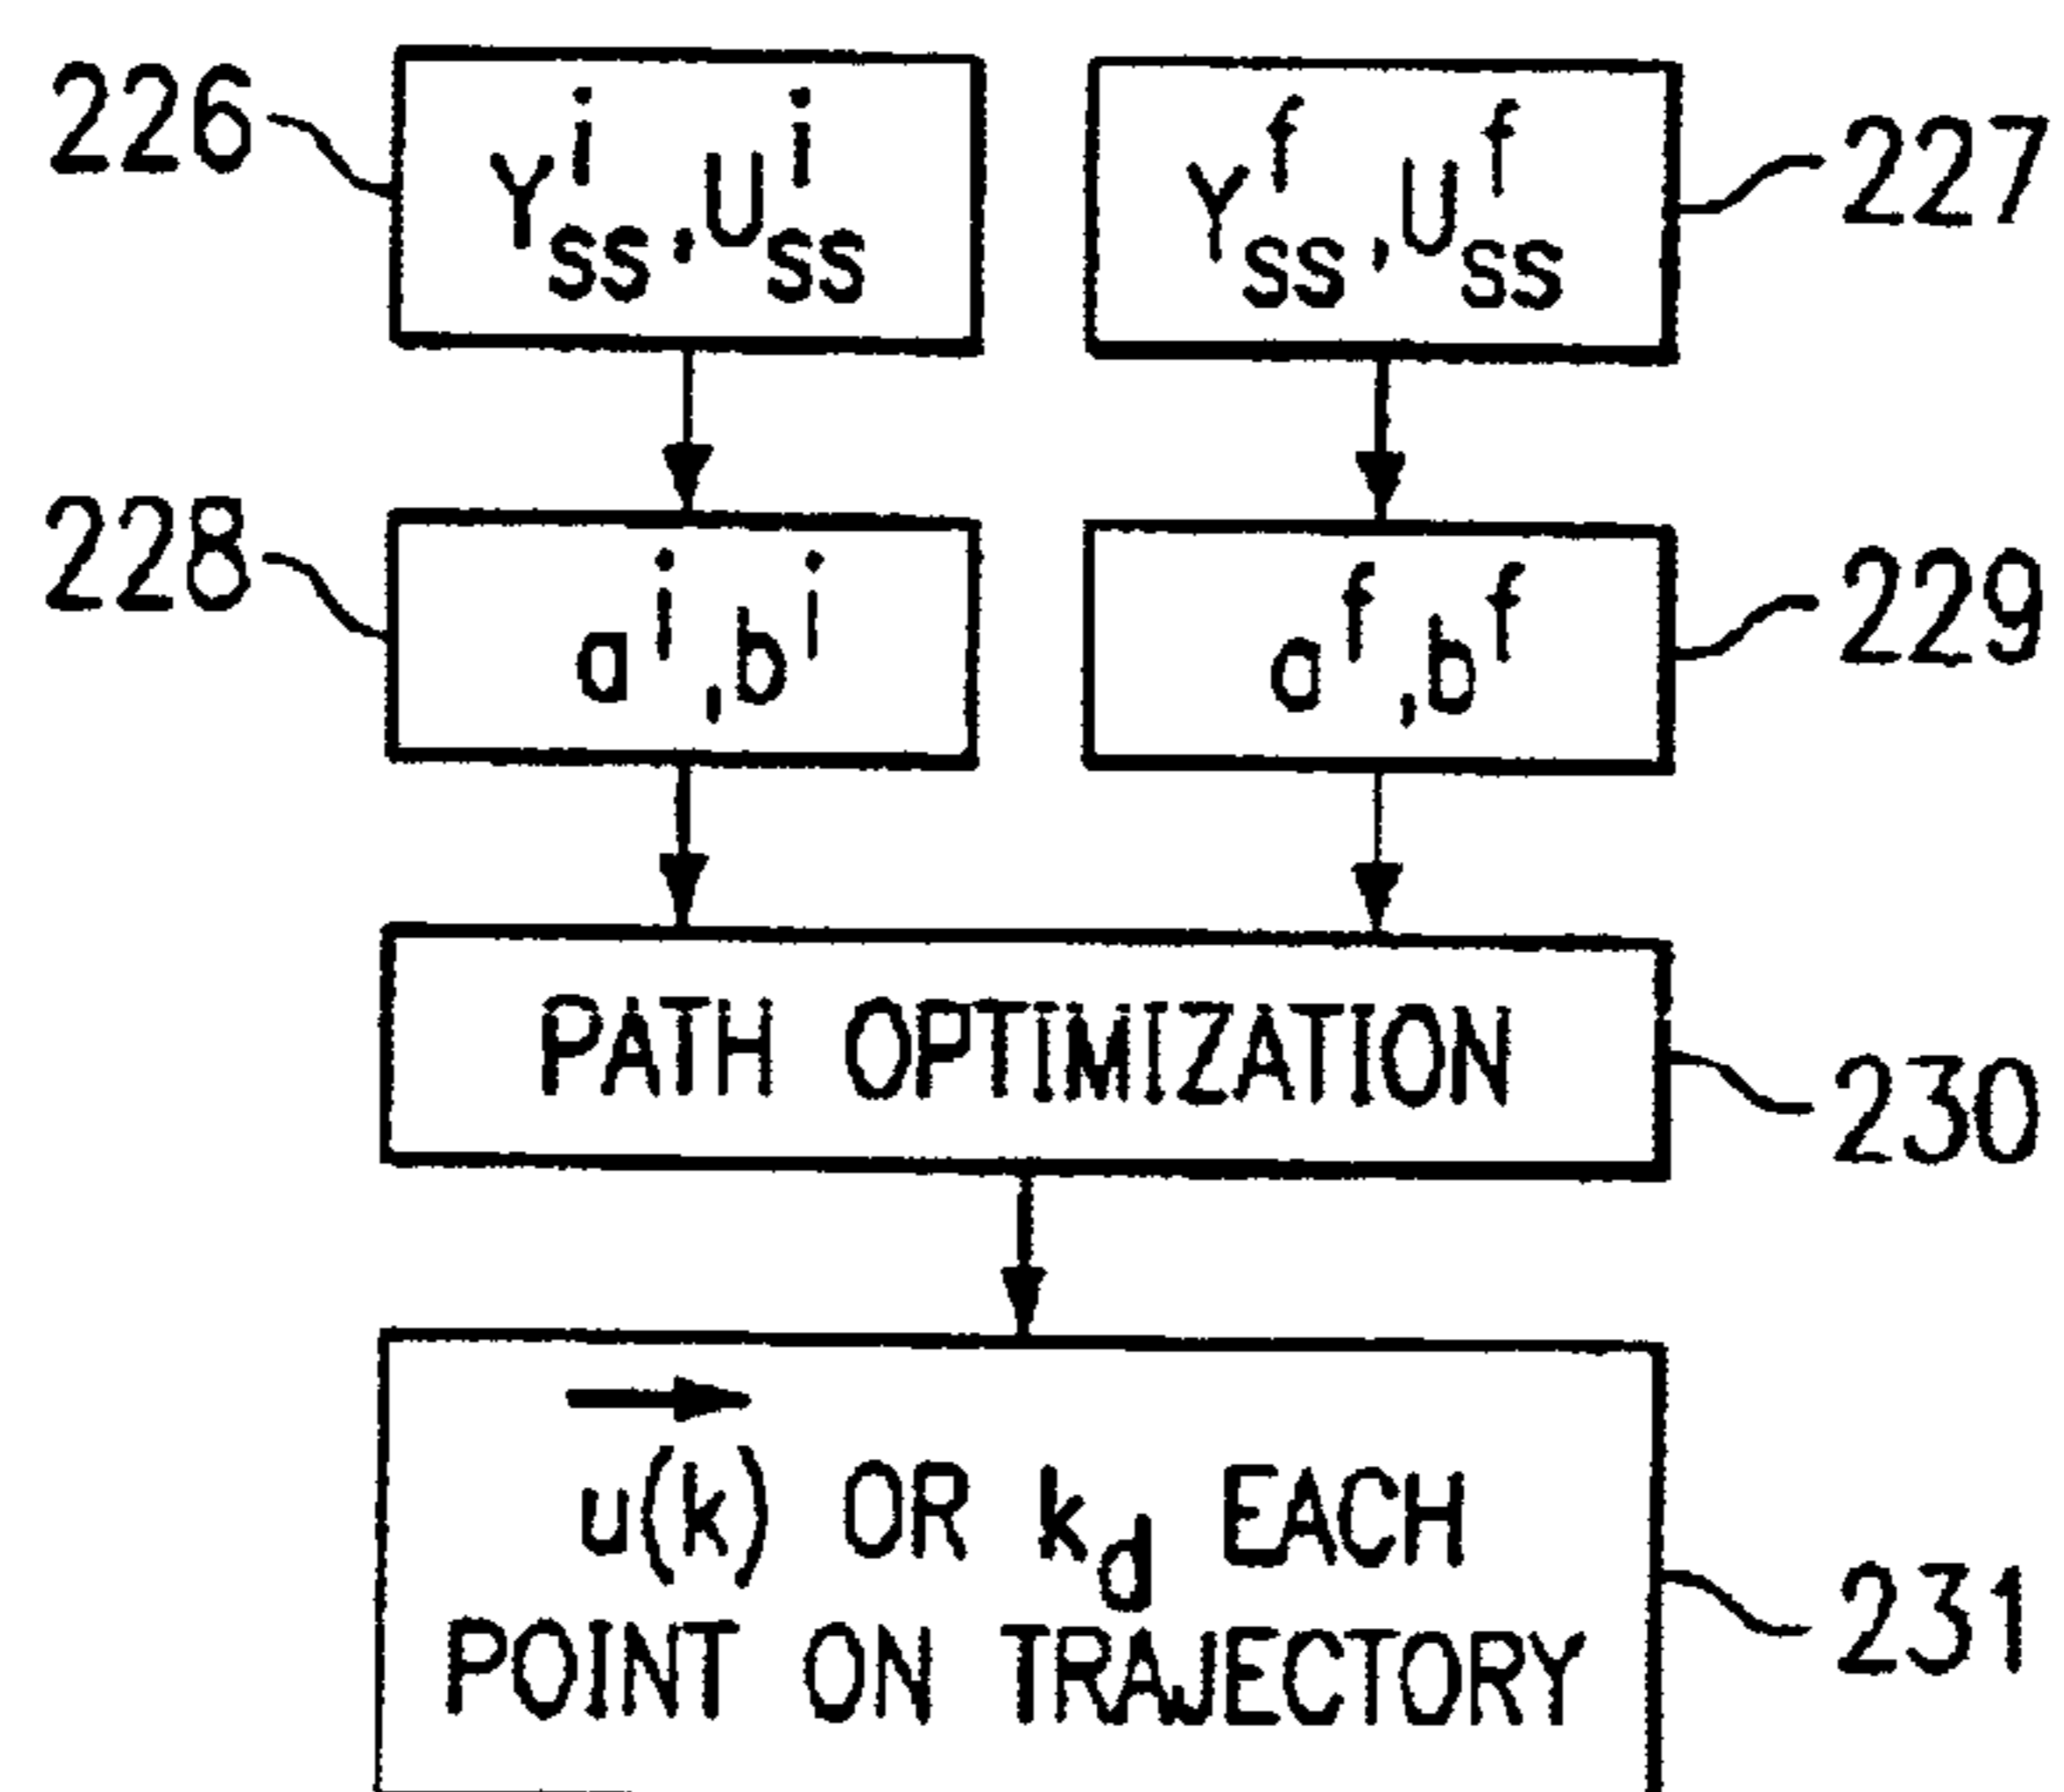 226
Y^i_ss, U^i_ss
Y^f_ss, U^f_ss
227
228
a^i, b^i
a^f, b^f
229
PATH OPTIMIZATION
230
u(k) OR k_d EACH
POINT ON TRAJECTORY
231